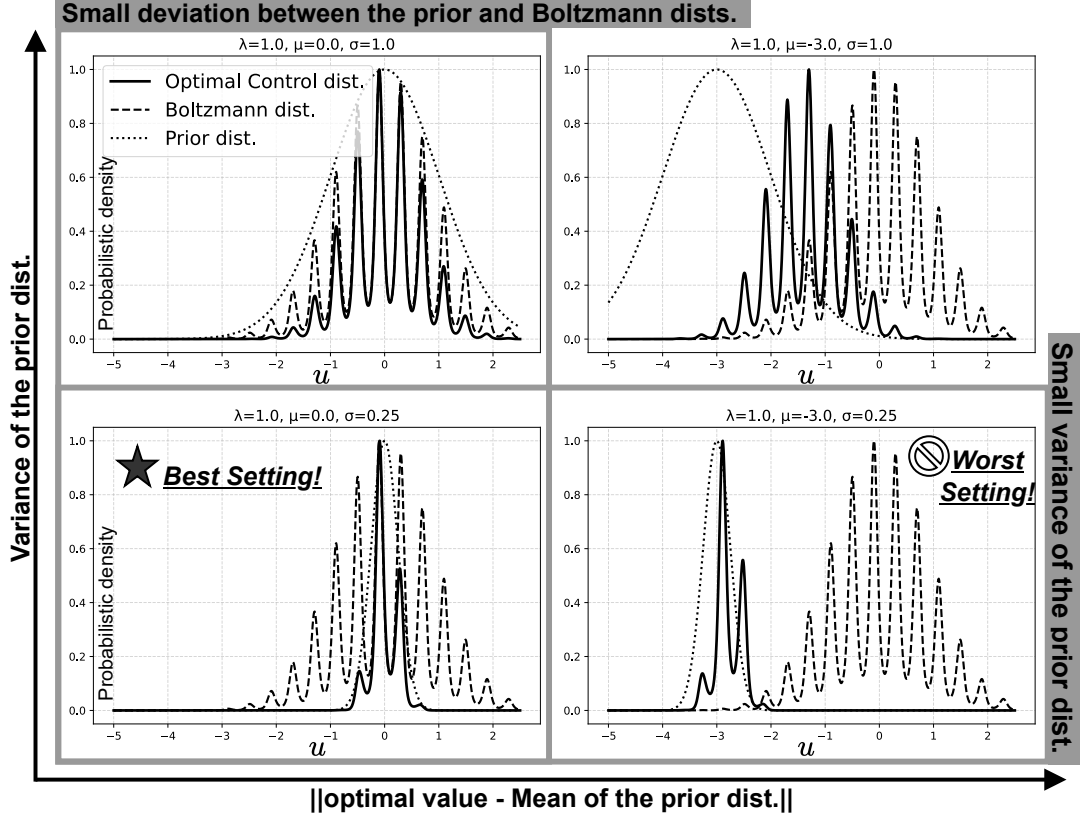 Small deviation between the prior and Boltzmann dists.
Variance of the prior dist.
λ=1.0, μ=0.0, σ=1.0
Optimal Control dist.
Boltzmann dist.
Prior dist.
Probabilistic density
1.0
0.8
0.6
0.4
0.2
0.0
−5 −4 −3 −2 −1 0 1 2
u
λ=1.0, μ=-3.0, σ=1.0
1.0
0.8
0.6
0.4
0.2
0.0
−5 −4 −3 −2 −1 0 1 2
u
λ=1.0, μ=0.0, σ=0.25
Best Setting!
Probabilistic density
1.0
0.8
0.6
0.4
0.2
0.0
−5 −4 −3 −2 −1 0 1 2
u
λ=1.0, μ=-3.0, σ=0.25
Worst
Setting!
1.0
0.8
0.6
0.4
0.2
0.0
−5 −4 −3 −2 −1 0 1 2
u
Small variance of the prior dist.
||optimal value - Mean of the prior dist.||